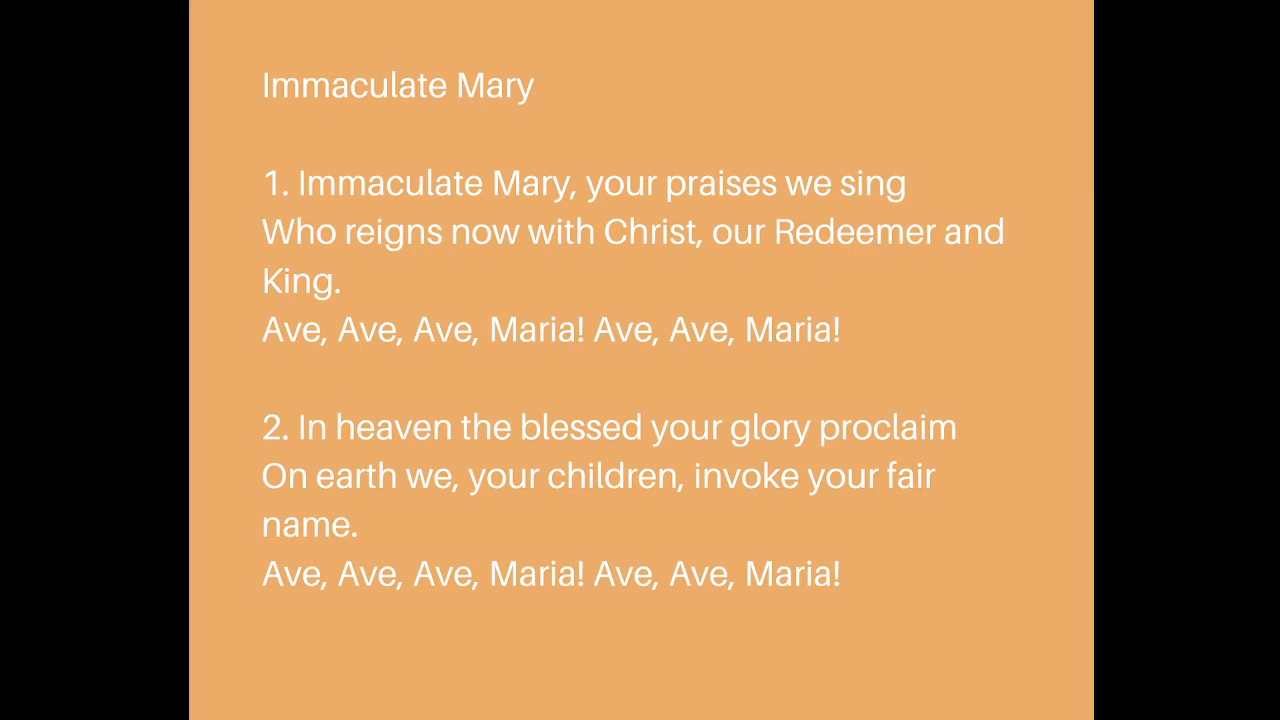 Immaculate Mary
1. Immaculate Mary, your praises we sing
Who reigns now with Christ, our Redeemer and
King.
Ave, Ave, Ave, Maria! Ave, Ave, Maria!
2. In heaven the blessed your glory proclaim
On earth we, your children, invoke your fair
name.
Ave, Ave, Ave, Maria! Ave, Ave, Maria!